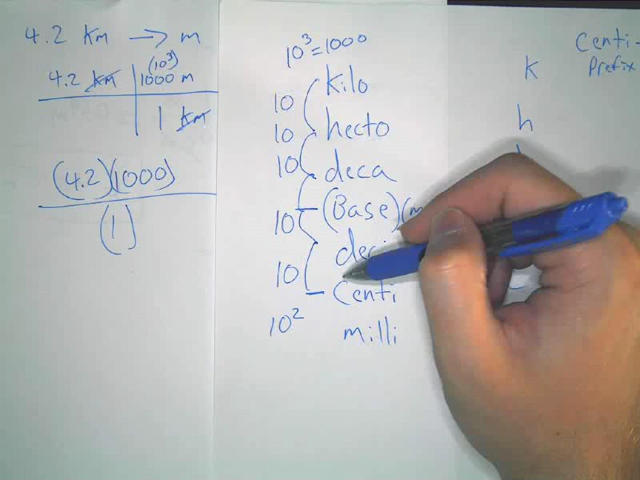 4.2 Km → m
(10³)
4.2 km | 1000 m
1 km
(4.2)(1000)
(1)
10³=1000
kilo
10
hecto
10
10
deca
10
(Base)(m
deci
10
Centi
10²
milli
Centi-
Prefix
k
h